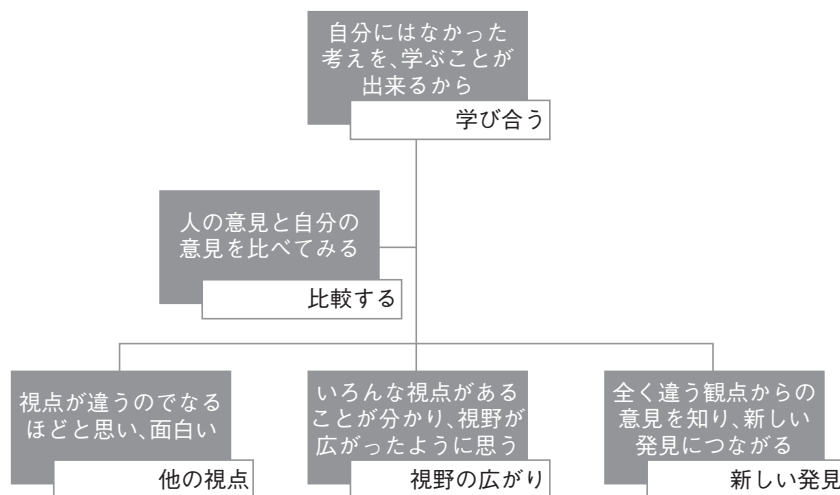 自分にはなかった
考えを、学ぶことが
出来るから
学び合う
人の意見と自分の
意見を比べてみる
比較する
視点が違うのでなる
ほどと思い、面白い
他の視点
いろんな視点がある
ことが分かり、視野が
広がったように思う
視野の広がり
全く違う観点からの
意見を知り、新しい
発見につながる
新しい発見